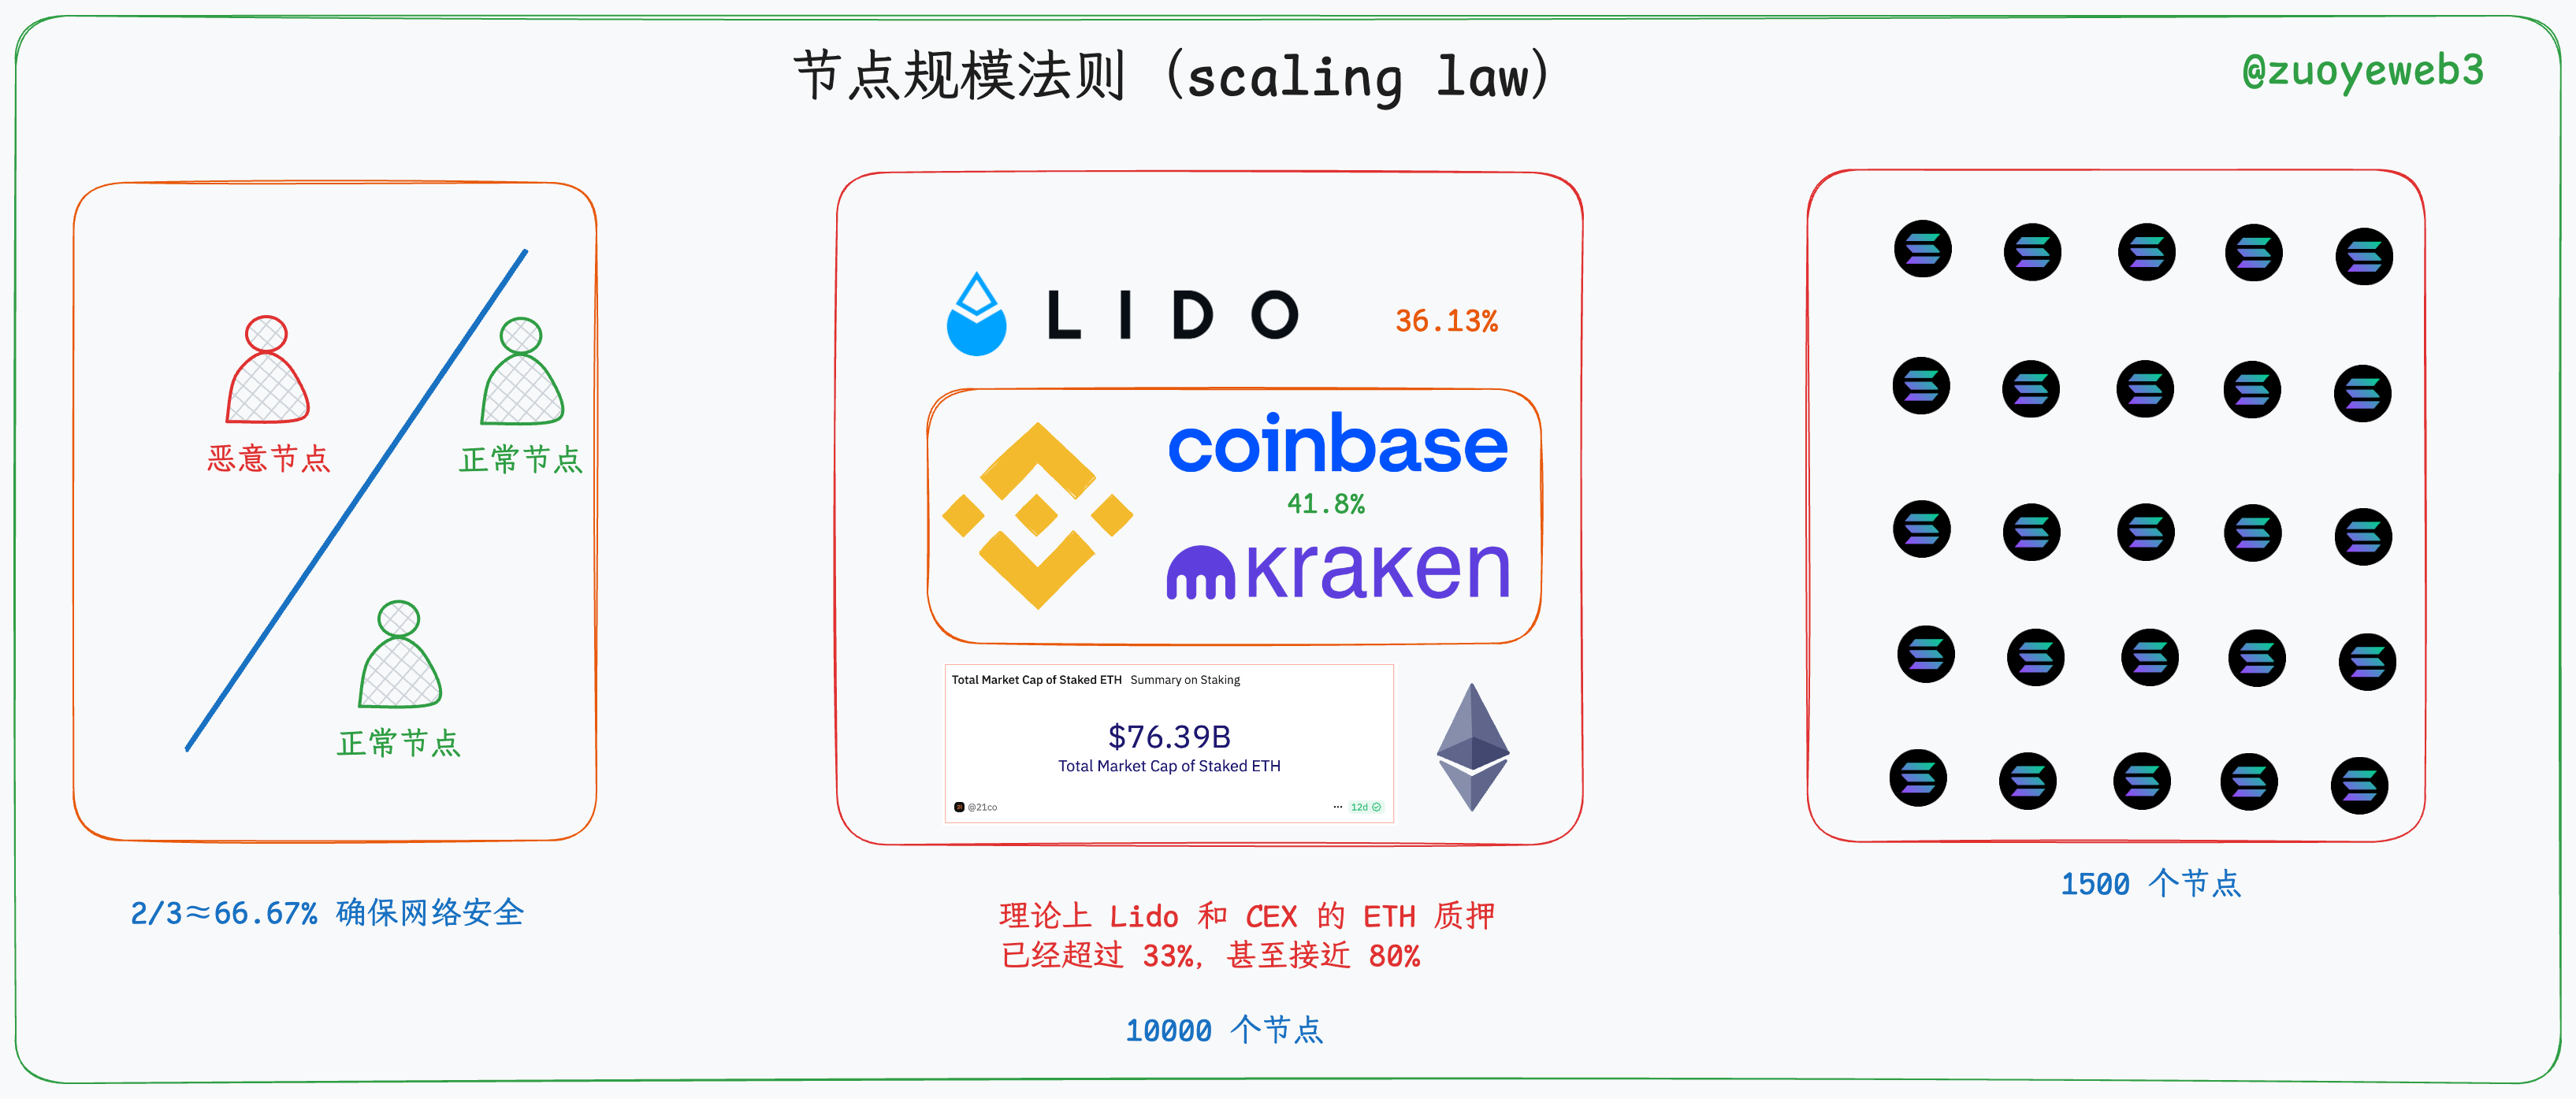 节点规模法则（scaling law）
@zuoyeweb3
恶意节点
正常节点
正常节点
2/3≈66.67% 确保网络安全
LIDO
36.13%
coinbase
41.8%
kraken
Total Market Cap of Staked ETH Summary on Staking
$76.39B
Total Market Cap of Staked ETH
@21co
12d
理论上 Lido 和 CEX 的 ETH 质押
已经超过 33%，甚至接近 80%
10000 个节点
1500 个节点